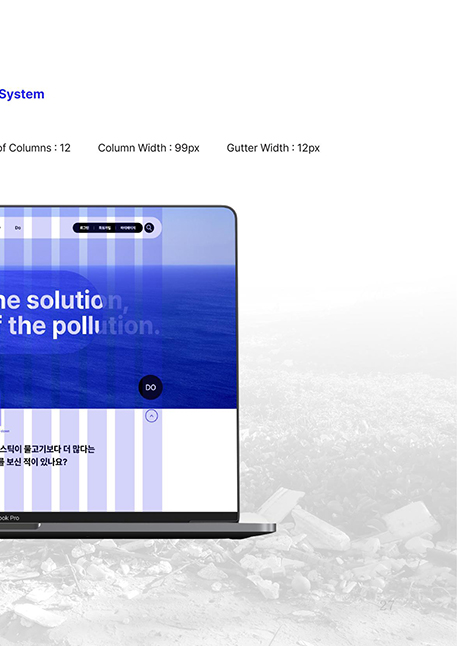 System
of Columns : 12 Column Width : 99px Gutter Width : 12px
Do 로그인 회원가입 마이페이지
he solution,
f the pollution.
DO
스틱이 물고기보다 더 많다는
를 보신 적이 있나요?
ook Pro
27